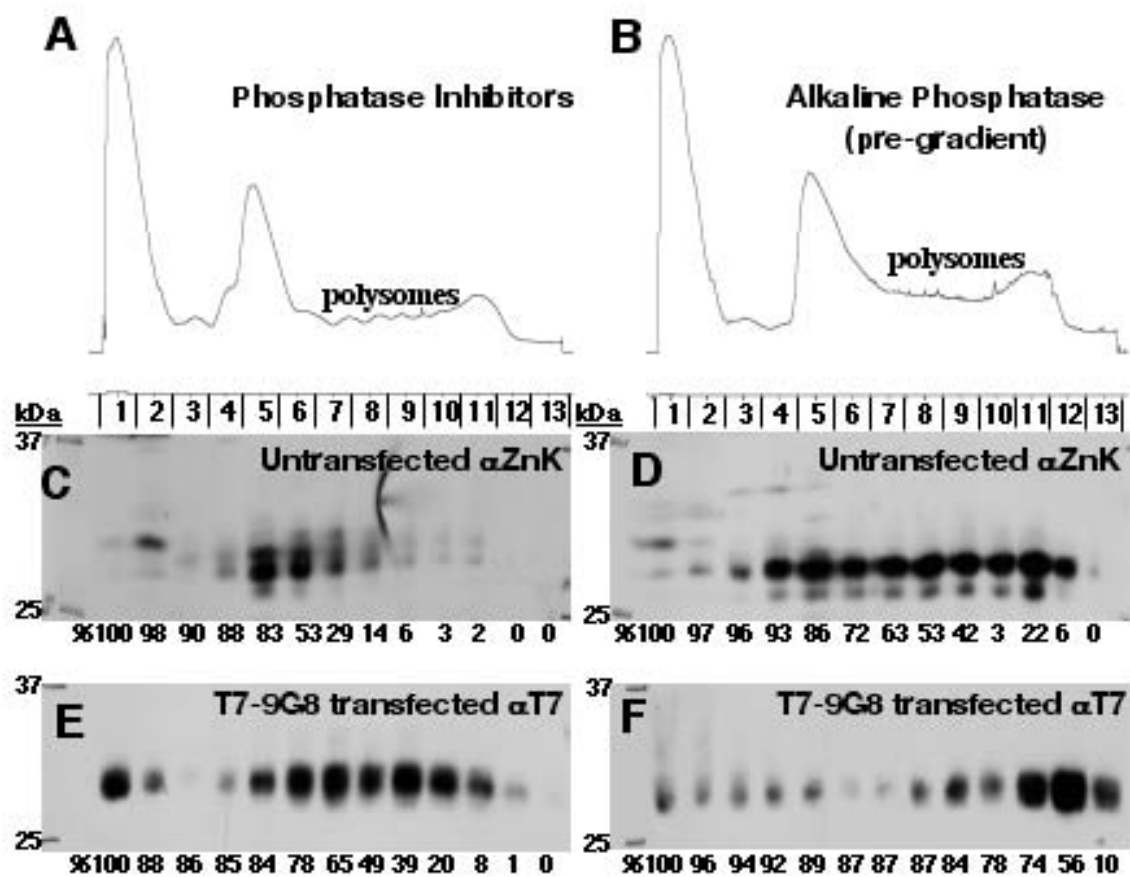 A
B
Phosphatase Inhibitors
Alkaline Phosphatase
(pre-gradient)
polysomes
polysomes
kDa 1 2 3 4 5 6 7 8 9 10 11 12 13
kDa 1 2 3 4 5 6 7 8 9 10 11 12 13
37
Untransfected αZnK
C
25
%100 98 90 88 83 53 29 14 6 3 2 0 0
37
Untransfected αZnK
D
25
%100 97 96 93 86 72 63 53 42 3 22 6 0
37
T7-9G8 transfected αT7
E
25
%100 88 86 85 84 78 65 49 39 20 8 1 0
37
T7-9G8 transfected αT7
F
25
%100 96 94 92 89 87 87 87 84 78 74 56 10